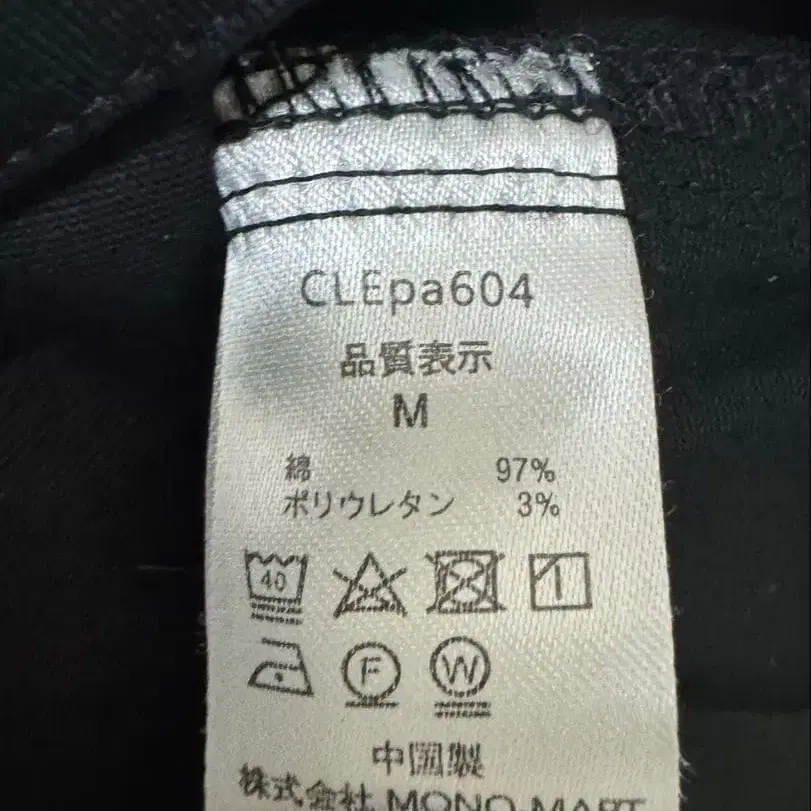 CLEpa604
品質表示
M
綿 97%
ポリウレタン 3%
40
F W
中国製
株式会社 MONO-MART